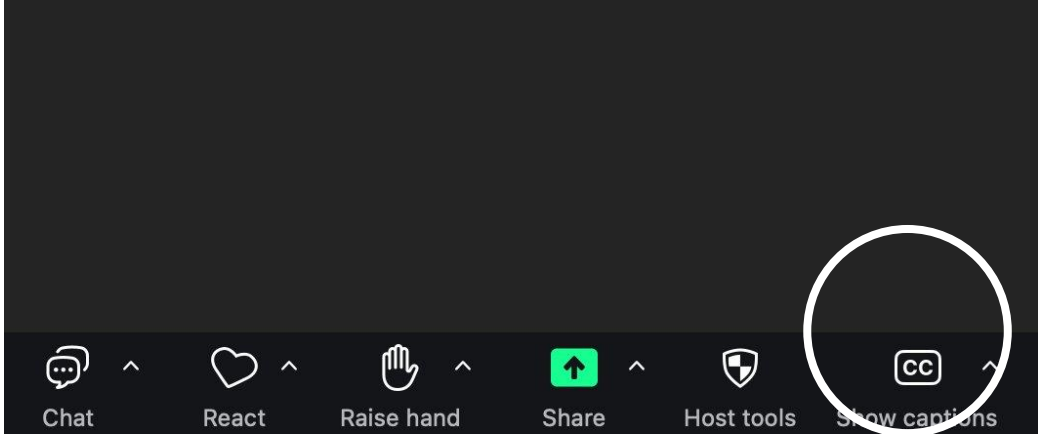 CC
Chat
React
Raise hand
Share
Host tools
Show captions